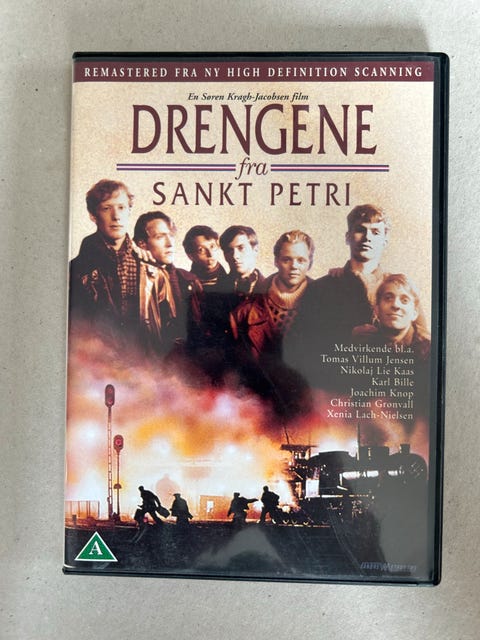 REMASTERED FRA NY HIGH DEFINITION SCANNING
En Søren Kragh-Jacobsen film
DRENGENE
fra
SANKT PETRI
Medvirkende bl.a.
Tomas Villum Jensen
Nikolaj Lie Kaas
Karl Bille
Joachim Knop
Christian Grønvall
Xenia Lach-Nielsen
A